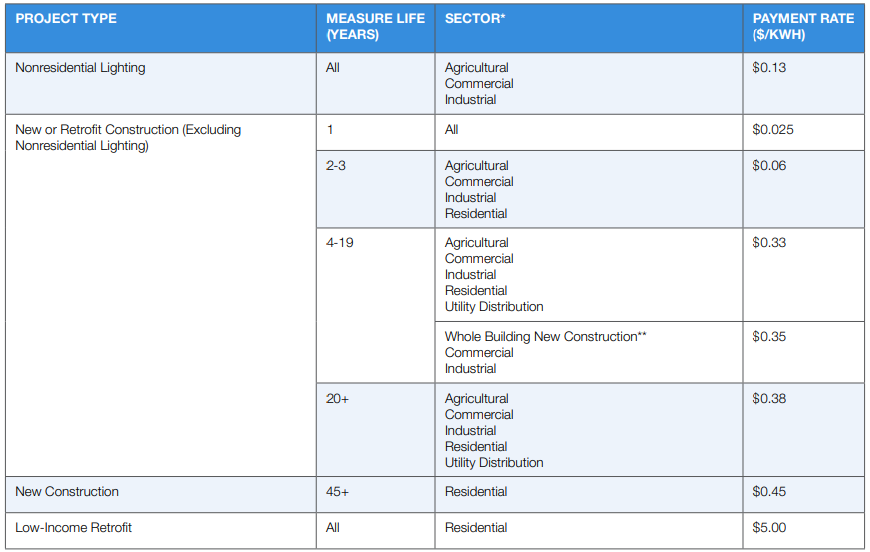 PROJECT TYPE
MEASURE LIFE
(YEARS)
SECTOR*
PAYMENT RATE
($/KWH)
Nonresidential Lighting
All
Agricultural
Commercial
Industrial
$0.13
New or Retrofit Construction (Excluding
Nonresidential Lighting)
1
All
$0.025
2-3
Agricultural
Commercial
Industrial
Residential
$0.06
4-19
Agricultural
Commercial
Industrial
Residential
Utility Distribution
$0.33
Whole Building New Construction**
Commercial
Industrial
$0.35
20+
Agricultural
Commercial
Industrial
Residential
Utility Distribution
$0.38
New Construction
45+
Residential
$0.45
Low-Income Retrofit
All
Residential
$5.00